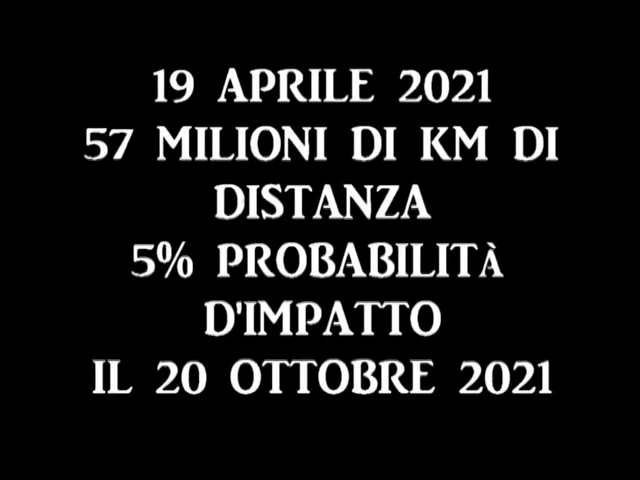 19 APRILE 2021
57 MILIONI DI KM DI
DISTANZA
5% PROBABILITÀ
D'IMPATTO
IL 20 OTTOBRE 2021